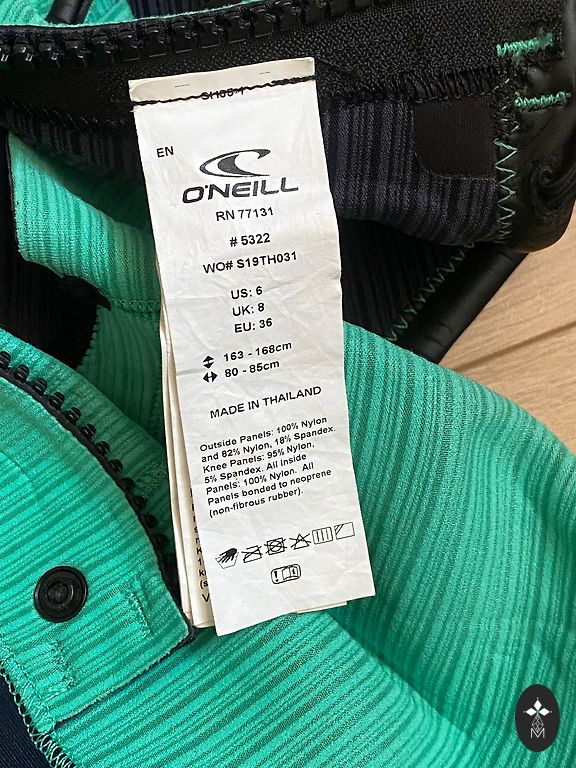 EN
O'NEILL
RN 77131
# 5322
WO# S19TH031
US: 6
UK: 8
EU: 36
163 - 168cm
80 - 85cm
MADE IN THAILAND
Outside Panels: 100% Nylon
and 82% Nylon, 18% Spandex.
Knee Panels: 95% Nylon,
5% Spandex. All Inside
Panels: 100% Nylon. All
Panels bonded to neoprene
(non-fibrous rubber).
M